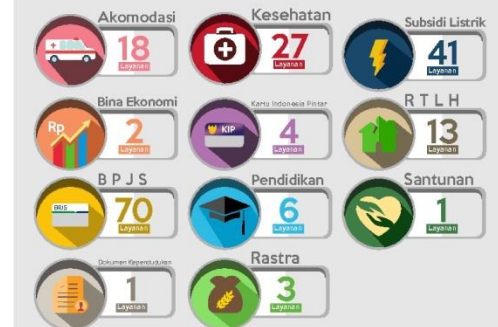 Akomodasi
18
Layanan
Kesehatan
27
Layanan
Subsidi Listrik
41
Layanan
Bina Ekonomi
Rp
2
Layanan
Kartu Indonesia Pintar
KIP
4
Layanan
R T L H
13
Layanan
B P J S
BPJS
70
Layanan
Pendidikan
6
Layanan
Santunan
1
Layanan
Dokumen Kependudukan
1
Layanan
Rastra
3
Layanan